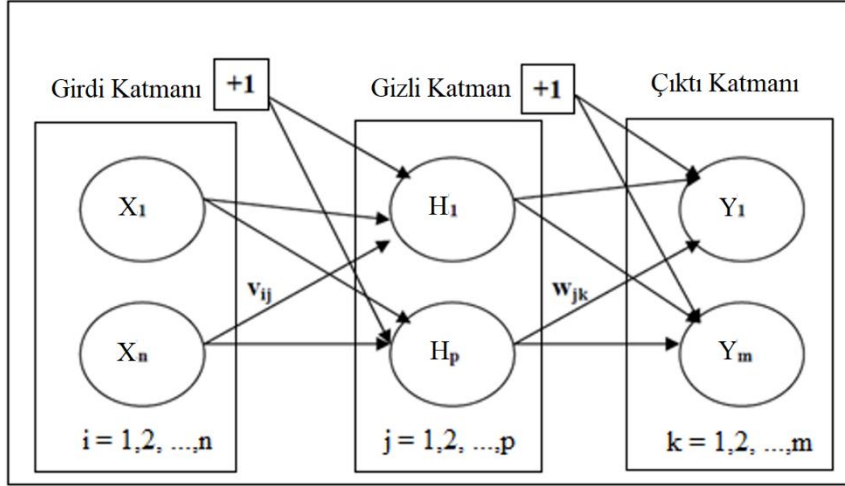 Girdi Katmanı
+1
Gizli Katman
+1
Çıktı Katmanı
X₁
H₁
Y₁
vᵢⱼ
wⱼₖ
Xₙ
Hₚ
Yₘ
i = 1,2, ...,n
j = 1,2, ...,p
k = 1,2, ...,m